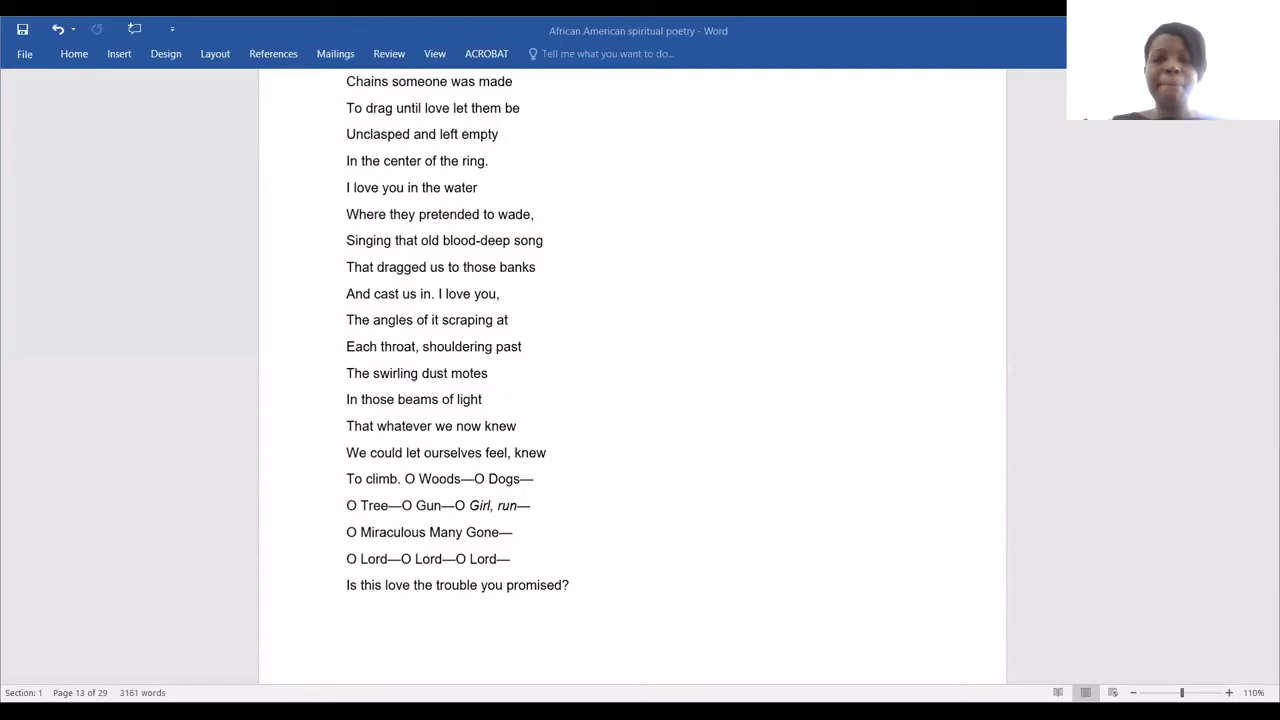 African American spiritual poetry - Word
File Home Insert Design Layout References Mailings Review View ACROBAT Tell me what you want to do...
Chains someone was made
To drag until love let them be
Unclasped and left empty
In the center of the ring.
I love you in the water
Where they pretended to wade,
Singing that old blood-deep song
That dragged us to those banks
And cast us in. I love you,
The angles of it scraping at
Each throat, shouldering past
The swirling dust motes
In those beams of light
That whatever we now knew
We could let ourselves feel, knew
To climb. O Woods—O Dogs—
O Tree—O Gun—O Girl, run—
O Miraculous Many Gone—
O Lord—O Lord—O Lord—
Is this love the trouble you promised?
Section: 1 Page 13 of 29 3161 words 110%